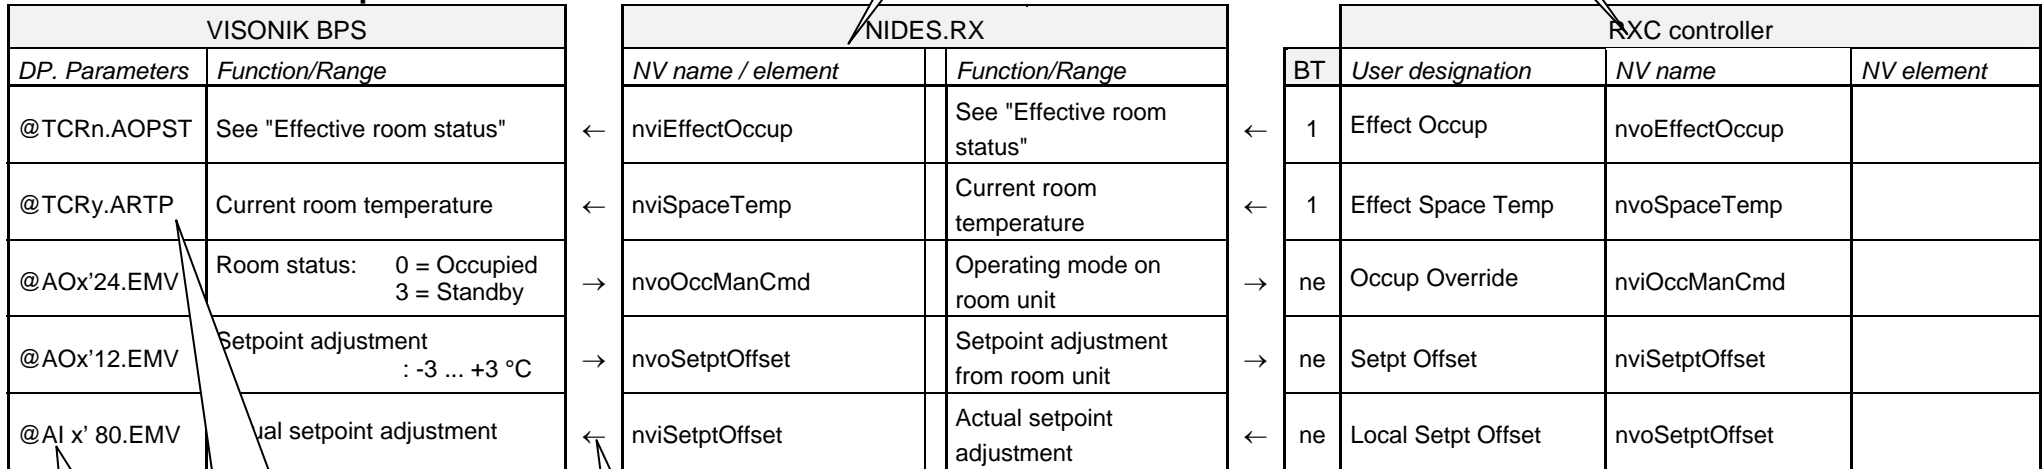 VISONIK BPS NIDES.RX RXC controller
DP. Parameters Function/Range NV name / element Function/Range BT User designation NV name NV element
@TCRn.AOPST See "Effective room status" ← nviEffectOccup See "Effective room status" ← 1 Effect Occup nvoEffectOccup
@TCRy.ARTP Current room temperature ← nviSpaceTemp Current room temperature ← 1 Effect Space Temp nvoSpaceTemp
@AOx'24.EMV Room status: 0 = Occupied 3 = Standby → nvoOccManCmd Operating mode on room unit → ne Occup Override nviOccManCmd
@AOx'12.EMV Setpoint adjustment : -3 ... +3 °C → nvoSetptOffset Setpoint adjustment from room unit → ne Setpt Offset nviSetptOffset
@AI x' 80.EMV setpoint adjustment ← nviSetptOffset Actual setpoint adjustment ← ne Local Setpt Offset nvoSetptOffset